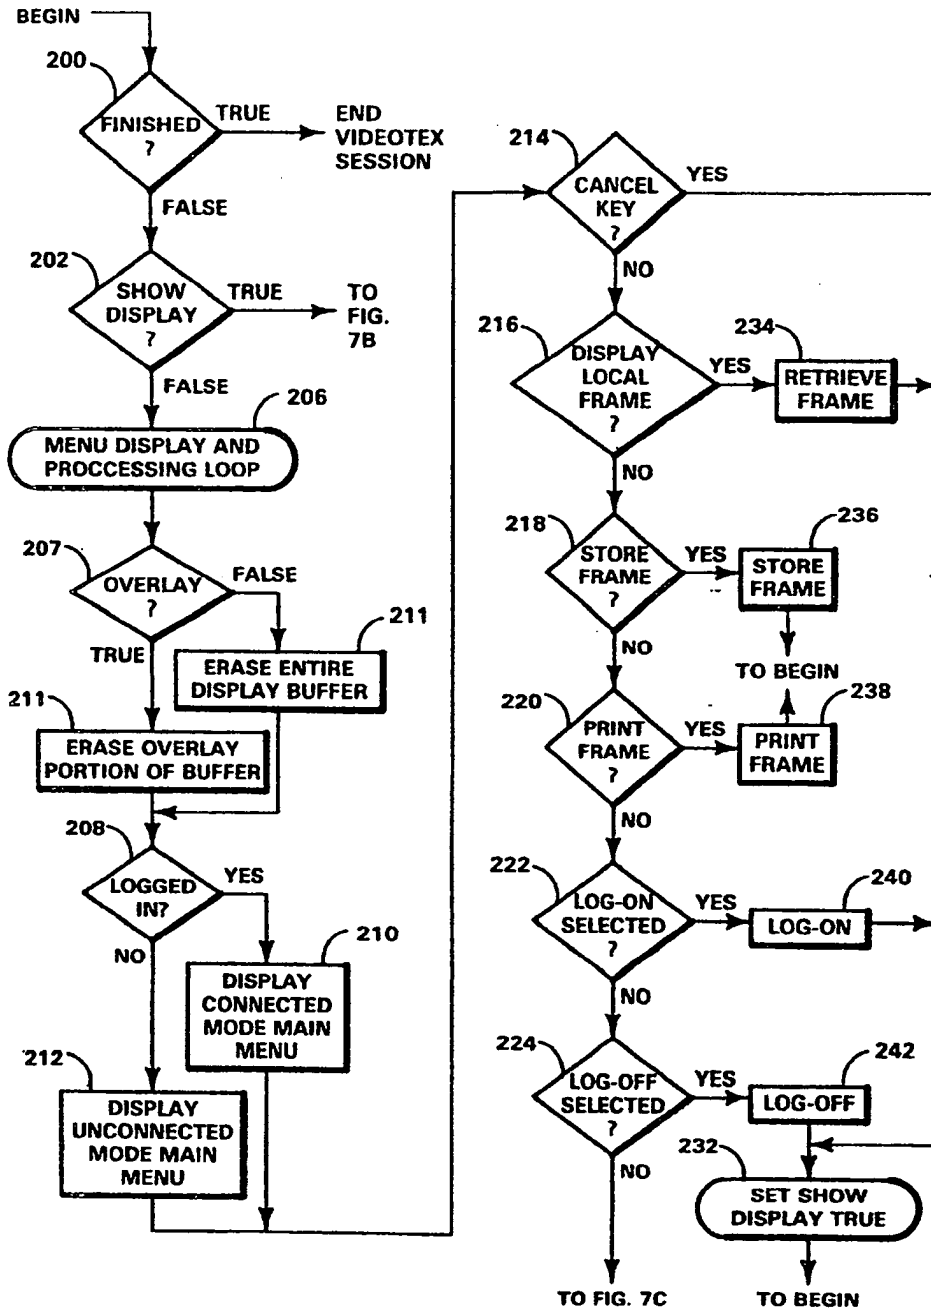 BEGIN
200
FINISHED
?
TRUE
END
VIDEOTEX
SESSION
FALSE
202
SHOW
DISPLAY
?
TRUE
TO
FIG.
7B
FALSE
206
MENU DISPLAY AND
PROCCESSING LOOP
207
OVERLAY
?
FALSE
TRUE
211
ERASE ENTIRE
DISPLAY BUFFER
211
ERASE OVERLAY
PORTION OF BUFFER
208
LOGGED
IN?
YES
NO
210
DISPLAY
CONNECTED
MODE MAIN
MENU
212
DISPLAY
UNCONNECTED
MODE MAIN
MENU
214
CANCEL
KEY
?
YES
NO
216
DISPLAY
LOCAL
FRAME
?
YES
234
RETRIEVE
FRAME
NO
218
STORE
FRAME
?
YES
236
STORE
FRAME
NO
TO BEGIN
220
PRINT
FRAME
?
YES
238
PRINT
FRAME
NO
222
LOG-ON
SELECTED
?
YES
240
LOG-ON
NO
224
LOG-OFF
SELECTED
?
YES
242
LOG-OFF
NO
232
SET SHOW
DISPLAY TRUE
TO FIG. 7C
TO BEGIN